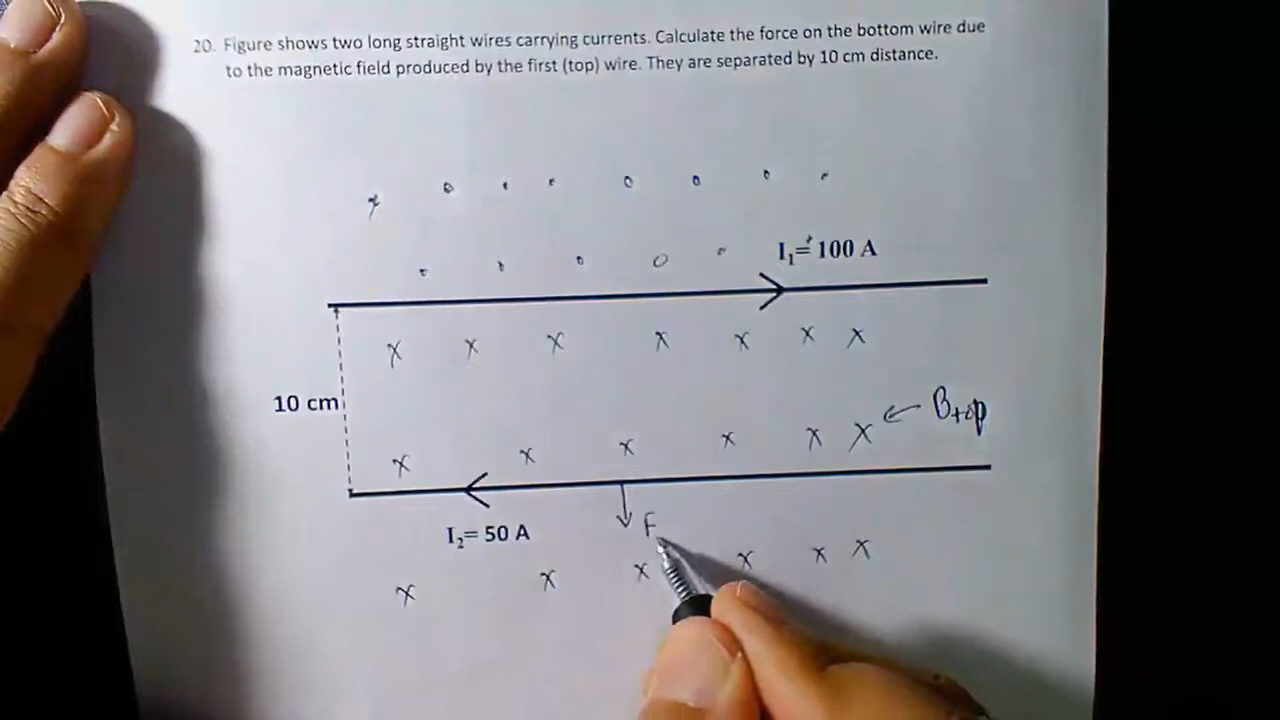 20. Figure shows two long straight wires carrying currents. Calculate the force on the bottom wire due
to the magnetic field produced by the first (top) wire. They are separated by 10 cm distance.
I₁= 100 A
x x x x x x x
10 cm
← Btop
x x x x x x
I₂= 50 A
F
x x x x x x